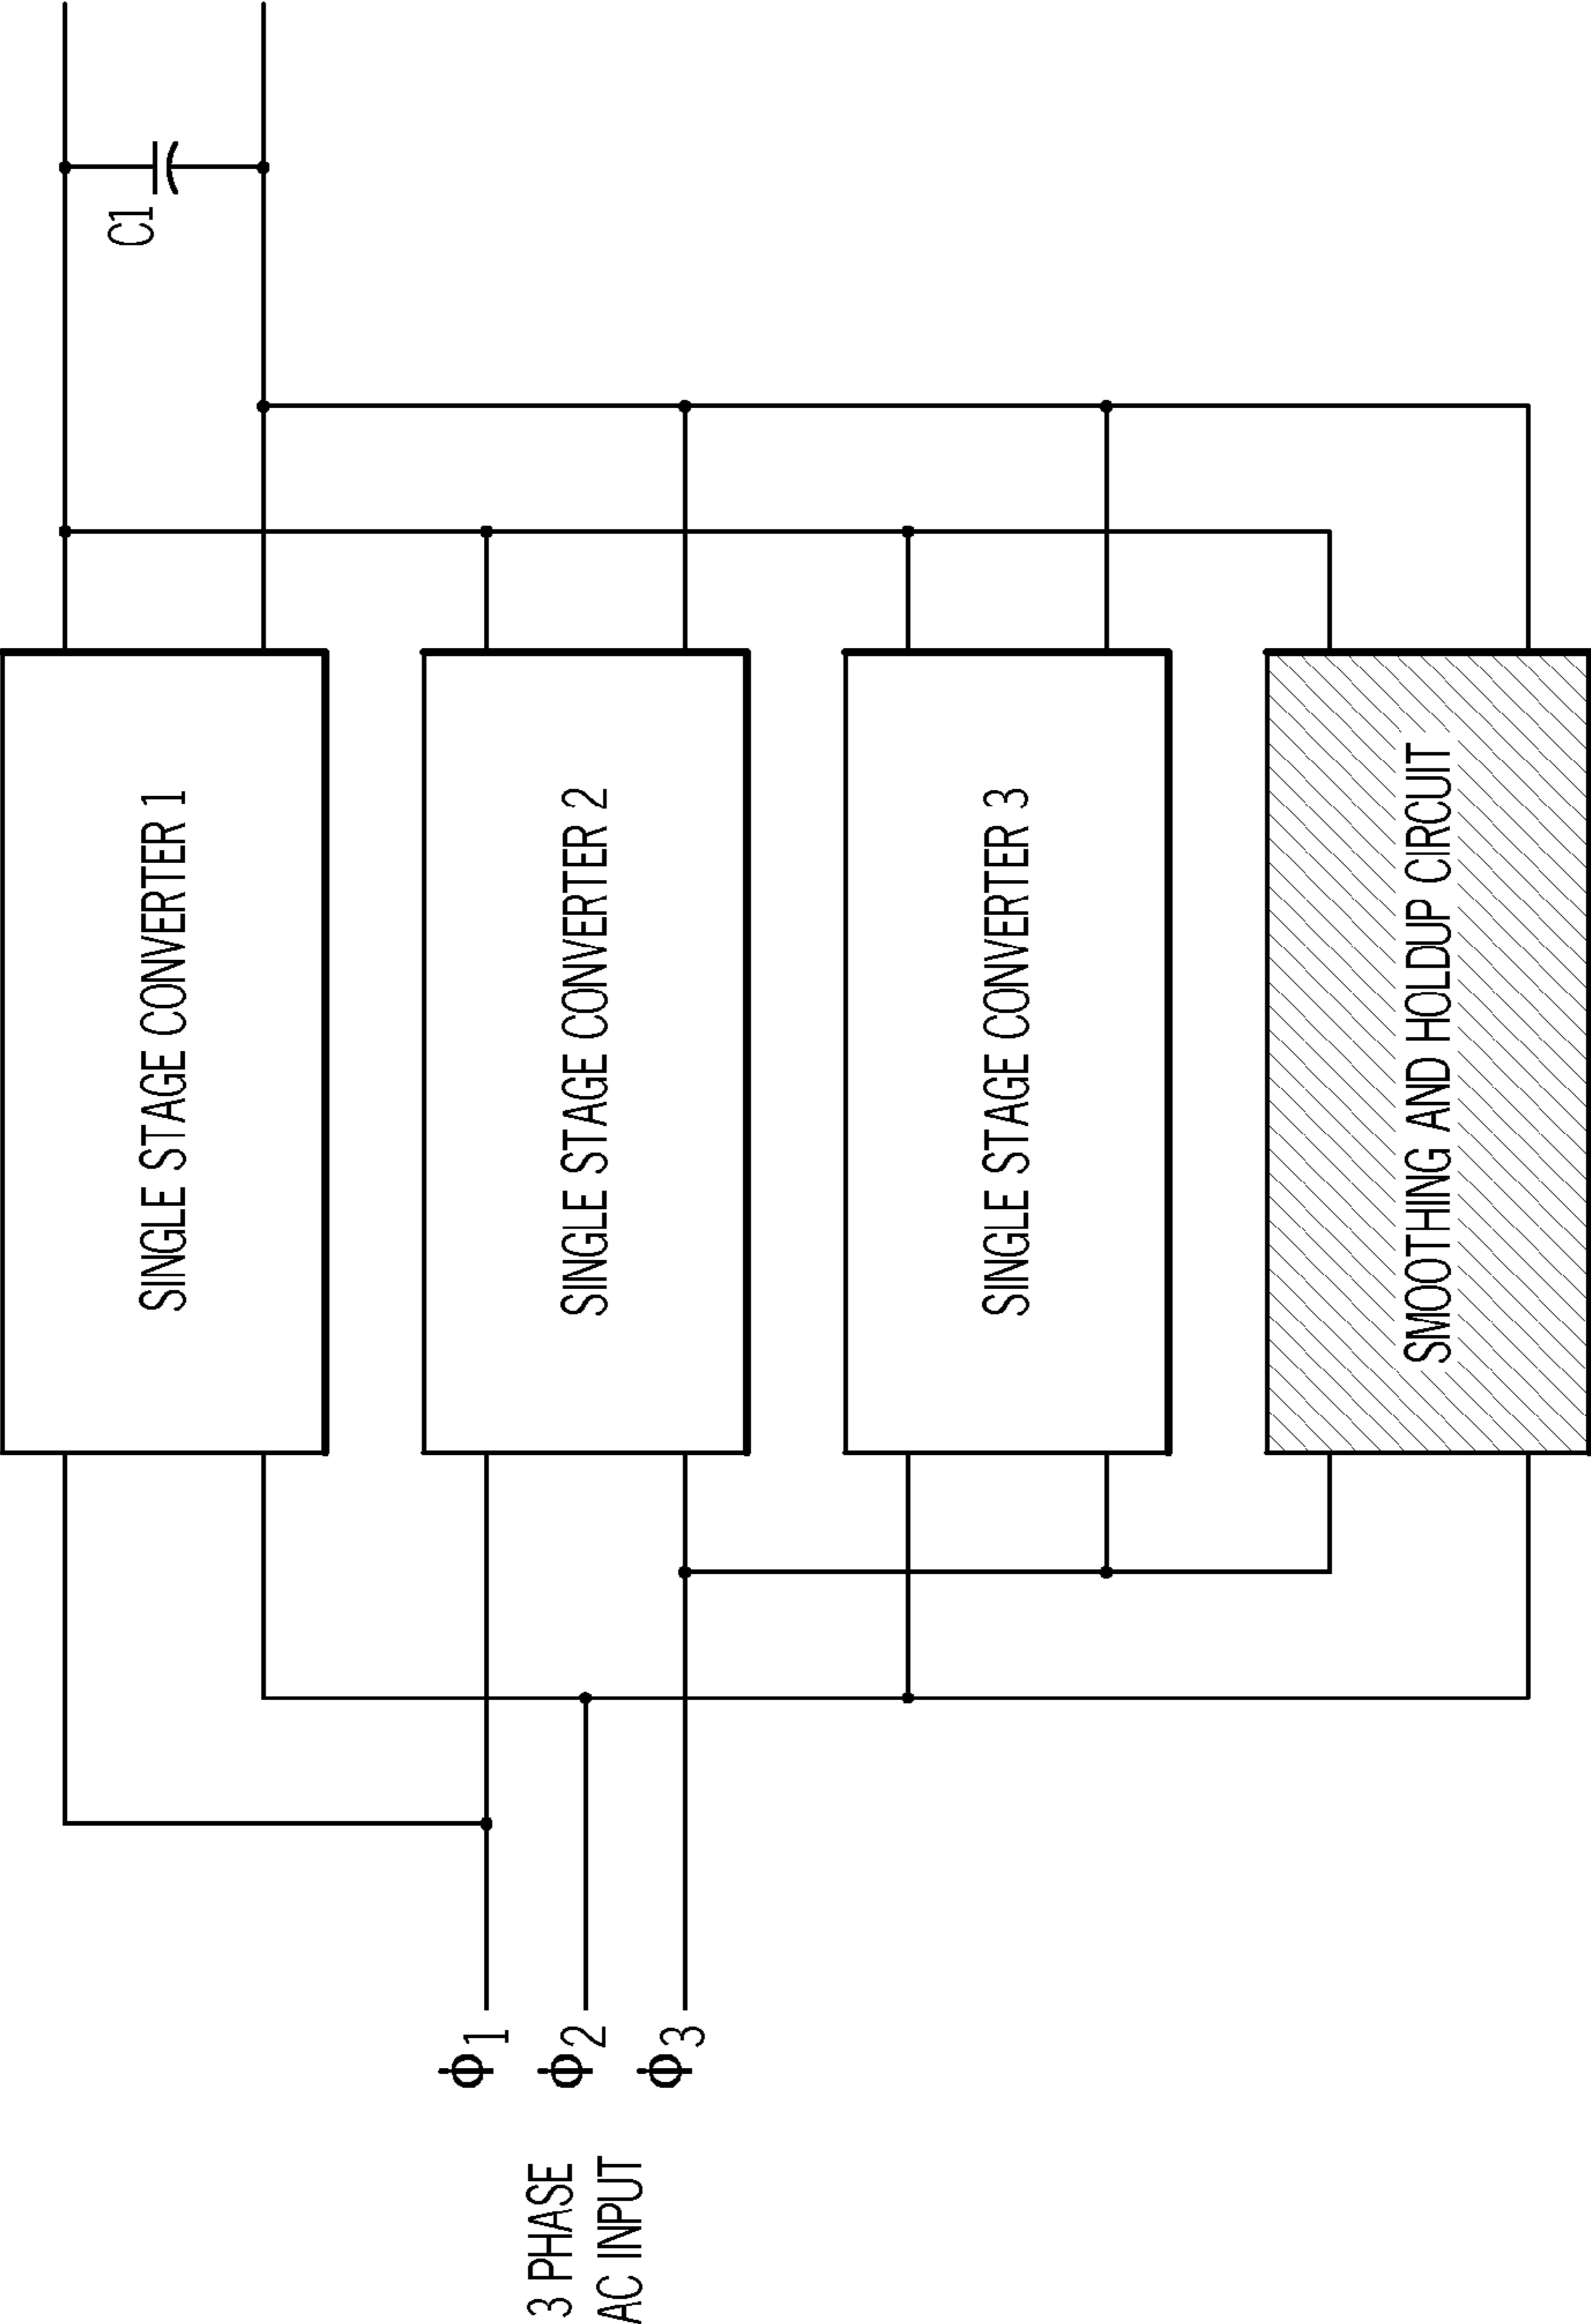 C1
SINGLE STAGE CONVERTER 1
SINGLE STAGE CONVERTER 2
SINGLE STAGE CONVERTER 3
SMOOTHING AND HOLDUP CIRCUIT
ϕ1
ϕ2
ϕ3
3 PHASE
AC INPUT